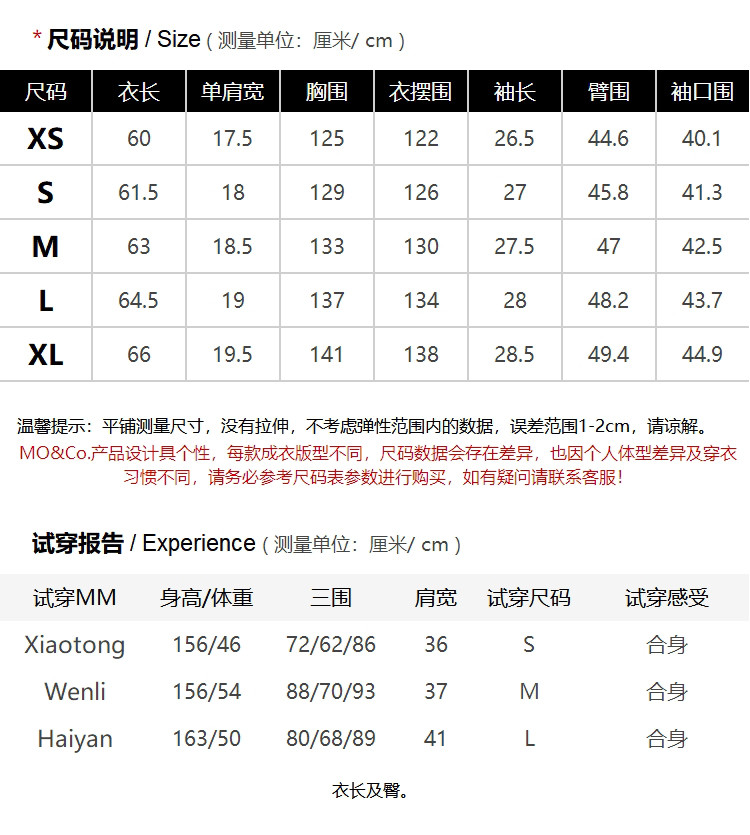 * 尺码说明 / Size ( 测量单位：厘米/ cm )
尺码 衣长 单肩宽 胸围 衣摆围 袖长 臂围 袖口围
XS 60 17.5 125 122 26.5 44.6 40.1
S 61.5 18 129 126 27 45.8 41.3
M 63 18.5 133 130 27.5 47 42.5
L 64.5 19 137 134 28 48.2 43.7
XL 66 19.5 141 138 28.5 49.4 44.9
温馨提示：平铺测量尺寸，没有拉伸，不考虑弹性范围内的数据，误差范围1-2cm，请谅解。
MO&Co.产品设计具个性，每款成衣版型不同，尺码数据会存在差异，也因个人体型差异及穿衣
习惯不同，请务必参考尺码表参数进行购买，如有疑问请联系客服！
试穿报告 / Experience ( 测量单位：厘米/ cm )
试穿MM 身高/体重 三围 肩宽 试穿尺码 试穿感受
Xiaotong 156/46 72/62/86 36 S 合身
Wenli 156/54 88/70/93 37 M 合身
Haiyan 163/50 80/68/89 41 L 合身
衣长及臀。